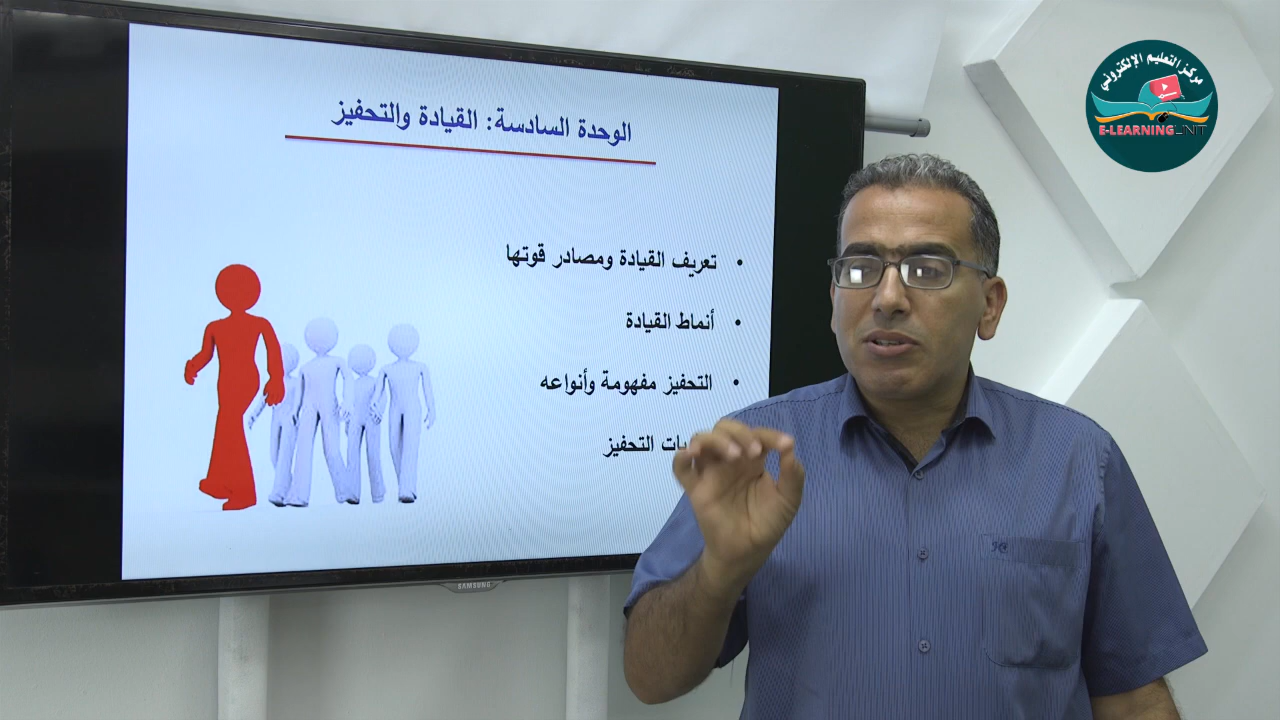 الوحدة السادسة: القيادة والتحفيز
تعريف القيادة ومصادر قوتها
أنماط القيادة
التحفيز مفهومة وأنواعه
التحفيز
SAMSUNG
مركز التعليم الإلكتروني
E-LEARNING UNIT